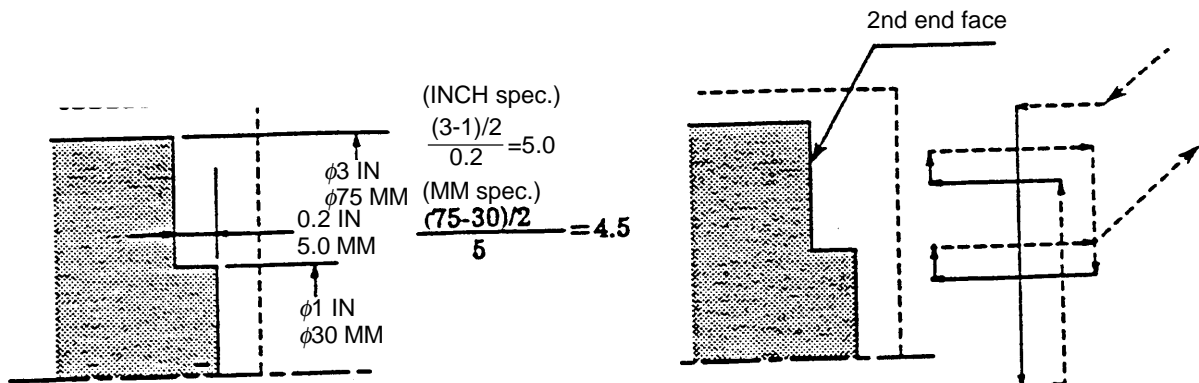 2nd end face
(INCH spec.)
(3-1)/2
0.2
=5.0
ϕ3 IN
ϕ75 MM
(MM spec.)
0.2 IN
5.0 MM
(75-30)/2
5
=4.5
ϕ1 IN
ϕ30 MM